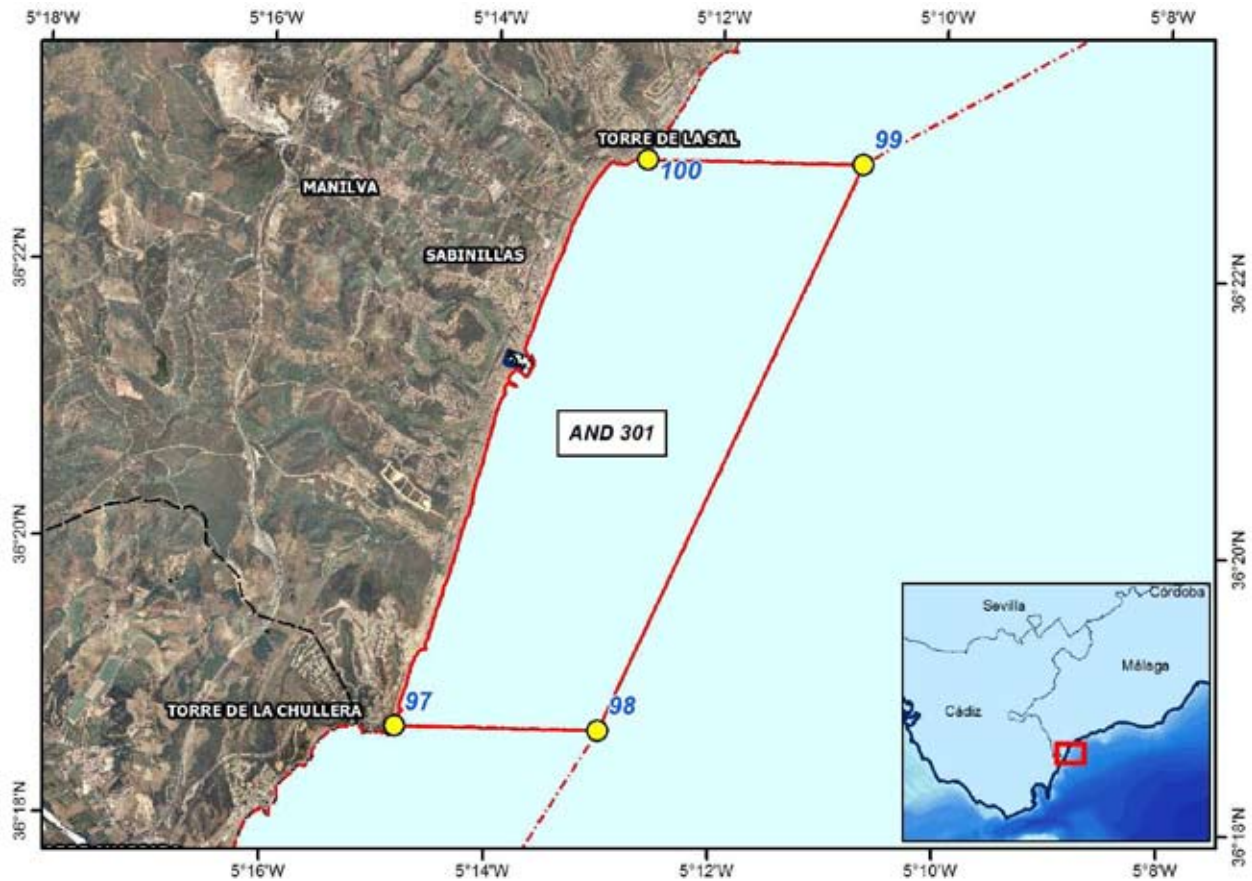 5°18'W
5°16'W
5°14'W
5°12'W
5°10'W
5°8'W
99
TORRE DE LA SAL
100
MANILVA
36°22'N
SABINILLAS
36°22'N
AND 301
36°20'N
36°20'N
Sevilla
Córdoba
Málaga
Cádiz
97
98
TORRE DE LA CHULLERA
36°18'N
36°18'N
5°16'W
5°14'W
5°12'W
5°10'W
5°8'W